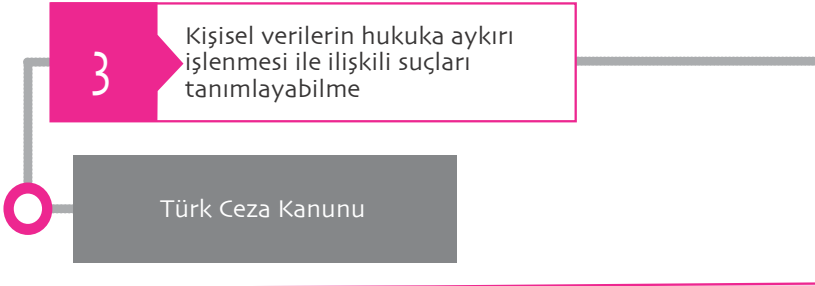 3
Kişisel verilerin hukuka aykırı
işlenmesi ile ilişkili suçları
tanımlayabilme
Türk Ceza Kanunu